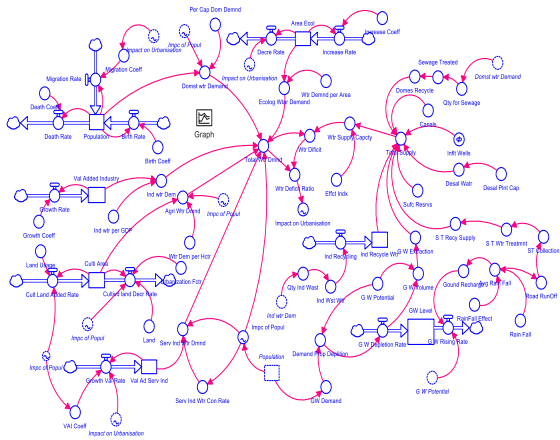 Per Cap Dom Demnd
Area Ecol
Increase Coeff
Impc of Popul
Decre Rate
Increase Rate
Impact on Urbanisation
Impact on Urbanisation
Migration Coeff
Migration Rate
Domst wtr Demand
Sewage Treated
Domst wtr Demand
Domes Recycle
Qty for Sewage
Ecolog Wter Demand
Wtr Demnd per Area
Death Coeff
Canals
Graph
Death Rate
Population
Birth Rate
Wtr Dificit
Wtr Supply Capcty
Total Supply
Infilt Wells
Birth Coeff
Total Wtr Dmnd
Val Added Industry
Ind wtr Dem
Wtr Deficit Ratio
Effct Indx
Desal Watr
Desal Plnt Cap
Growth Rate
Agri Wtr Dmnd
Impc of Popul
Sufc Resrvs
Growth Coeff
Ind wtr per GDP
Impact on Urbanisation
S T Recy Supply
S T Wtr Treatmnt
ST Collection
Land Usage
Culti Area
Wtr Dem per Hctr
Ind Recycling
Ind Recycle Wtr
G W Extraction
Cult Land Added Rate
Culted land Decr Rate
Urbanization Fctr
Qty Ind Wast
Ind Wst Wtr
G W Potential
G W Volume
Gound Recharge
Avg Rain Fall
Road RunOff
Impc of Popul
Land
Serv Ind Wtr Dmnd
Impc of Popul
Ind wtr Dem
GW Level
RainFall Effect
Rain Fall
G W Depletion Rate
G W Rising Rate
Demand Prop Depltion
Impc of Popul
Growth Val Rate
Val Ad Serv Ind
Population
G W Potential
Serv Ind Wtr Con Rate
GW Demand
VAI Coeff
Impact on Urbanisation